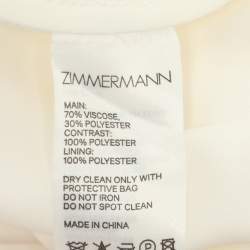 ZIMMERMANN
MAIN:
70% VISCOSE,
30% POLYESTER
CONTRAST:
100% POLYESTER
LINING:
100% POLYESTER
DRY CLEAN ONLY WITH
PROTECTIVE BAG
DO NOT IRON
DO NOT SPOT CLEAN
MADE IN CHINA